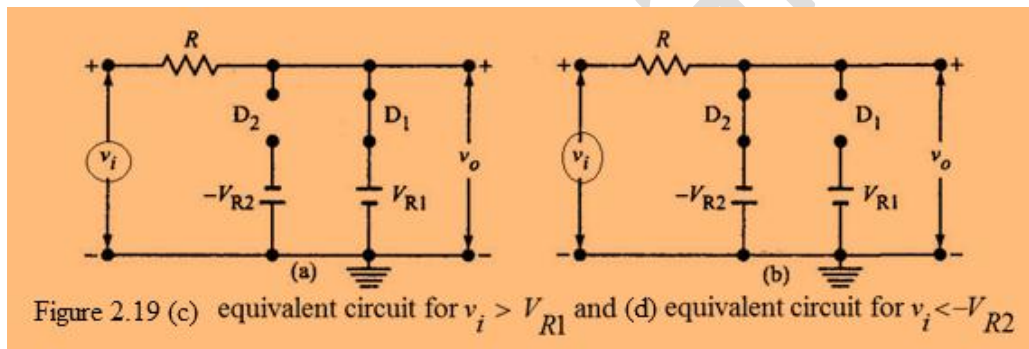 R
+ +
D2 D1
vi vo
-VR2 VR1
- -
(a)
R
+ +
D2 D1
vi vo
-VR2 VR1
- -
(b)
Figure 2.19 (c) equivalent circuit for vi > VR1 and (d) equivalent circuit for vi<-VR2